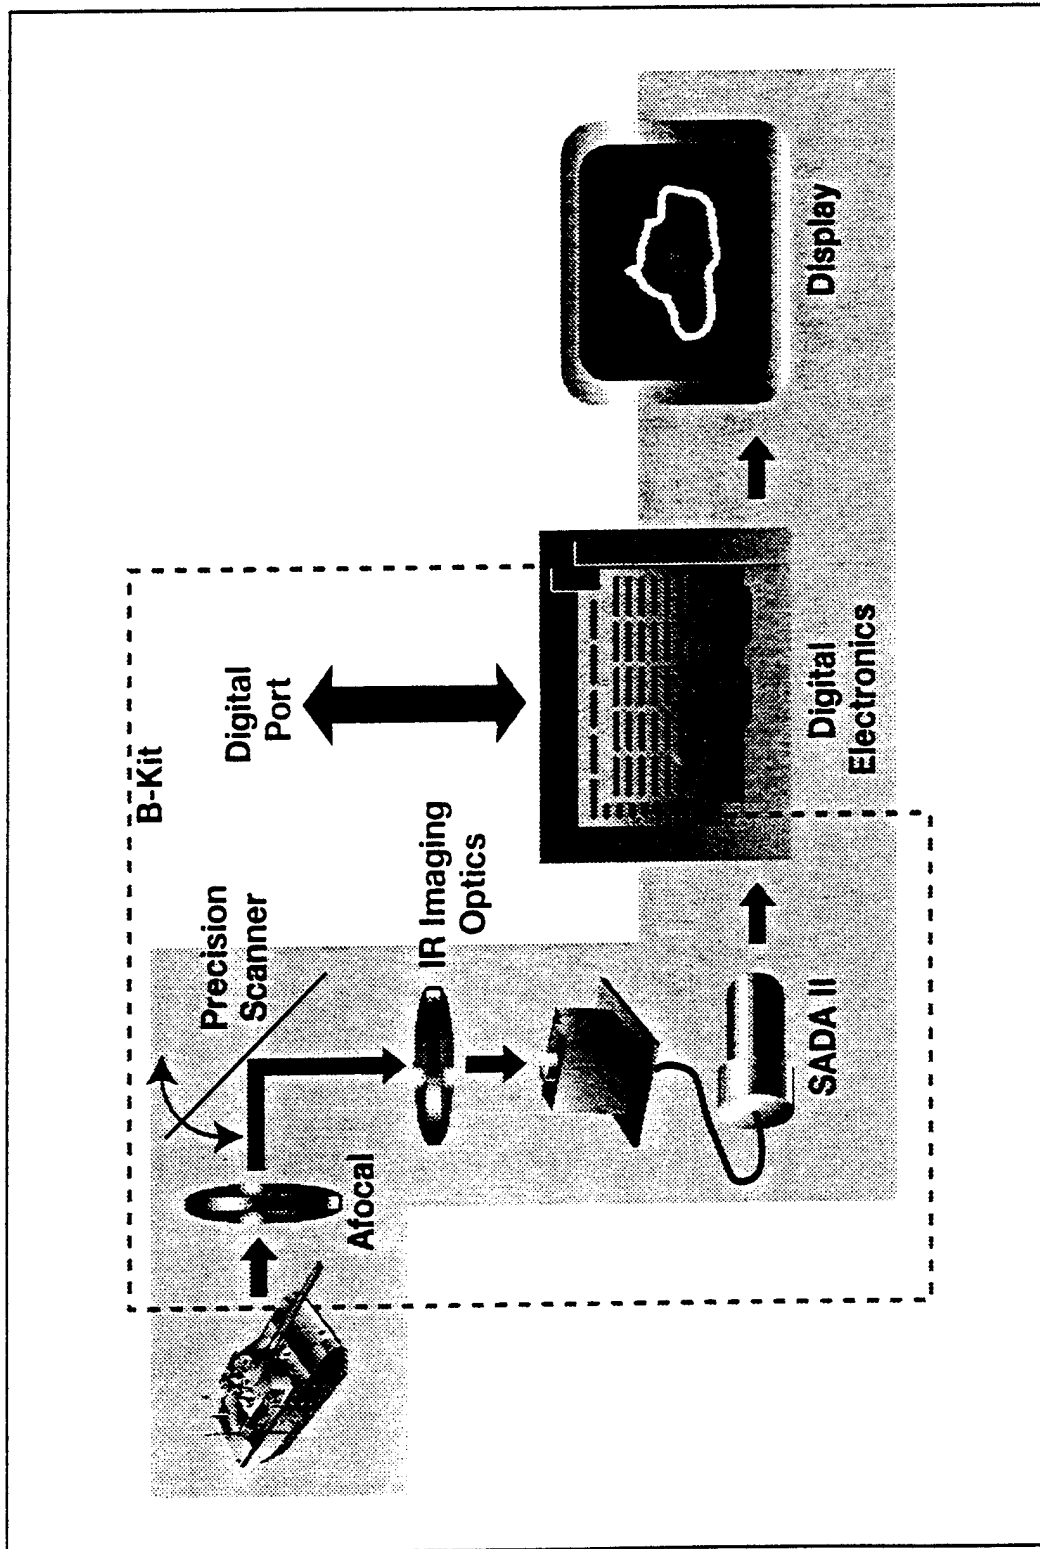 B-Kit
Precision
Scanner
Digital
Port
Afocal
IR Imaging
Optics
SADA II
Digital
Electronics
Display